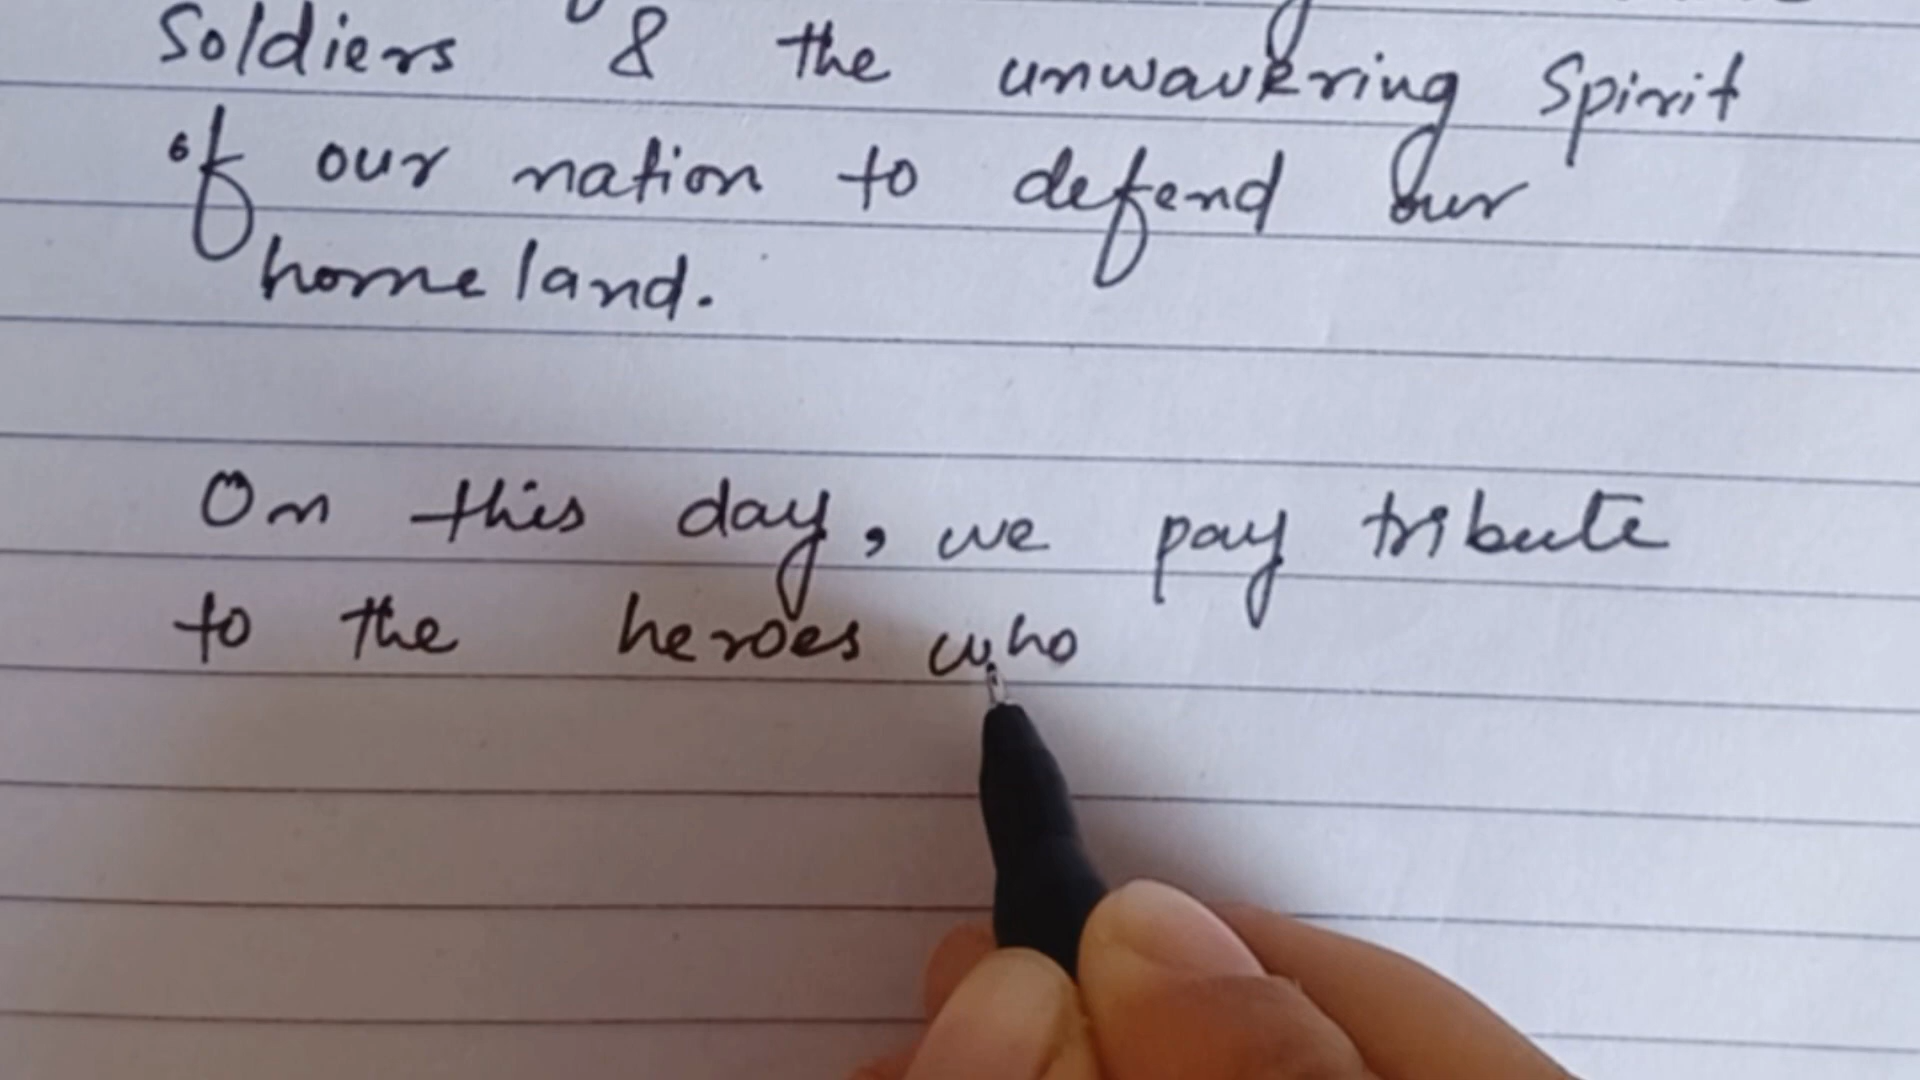 Soldiers & the unwavering Spirit
of our nation to defend our
homeland.
On this day, we pay tribute
to the heroes who